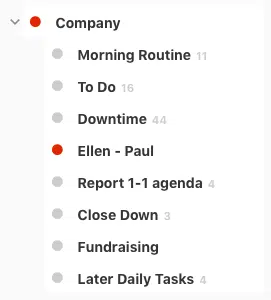 Company
Morning Routine 11
To Do 16
Downtime 44
Ellen - Paul
Report 1-1 agenda 4
Close Down 3
Fundraising
Later Daily Tasks 4